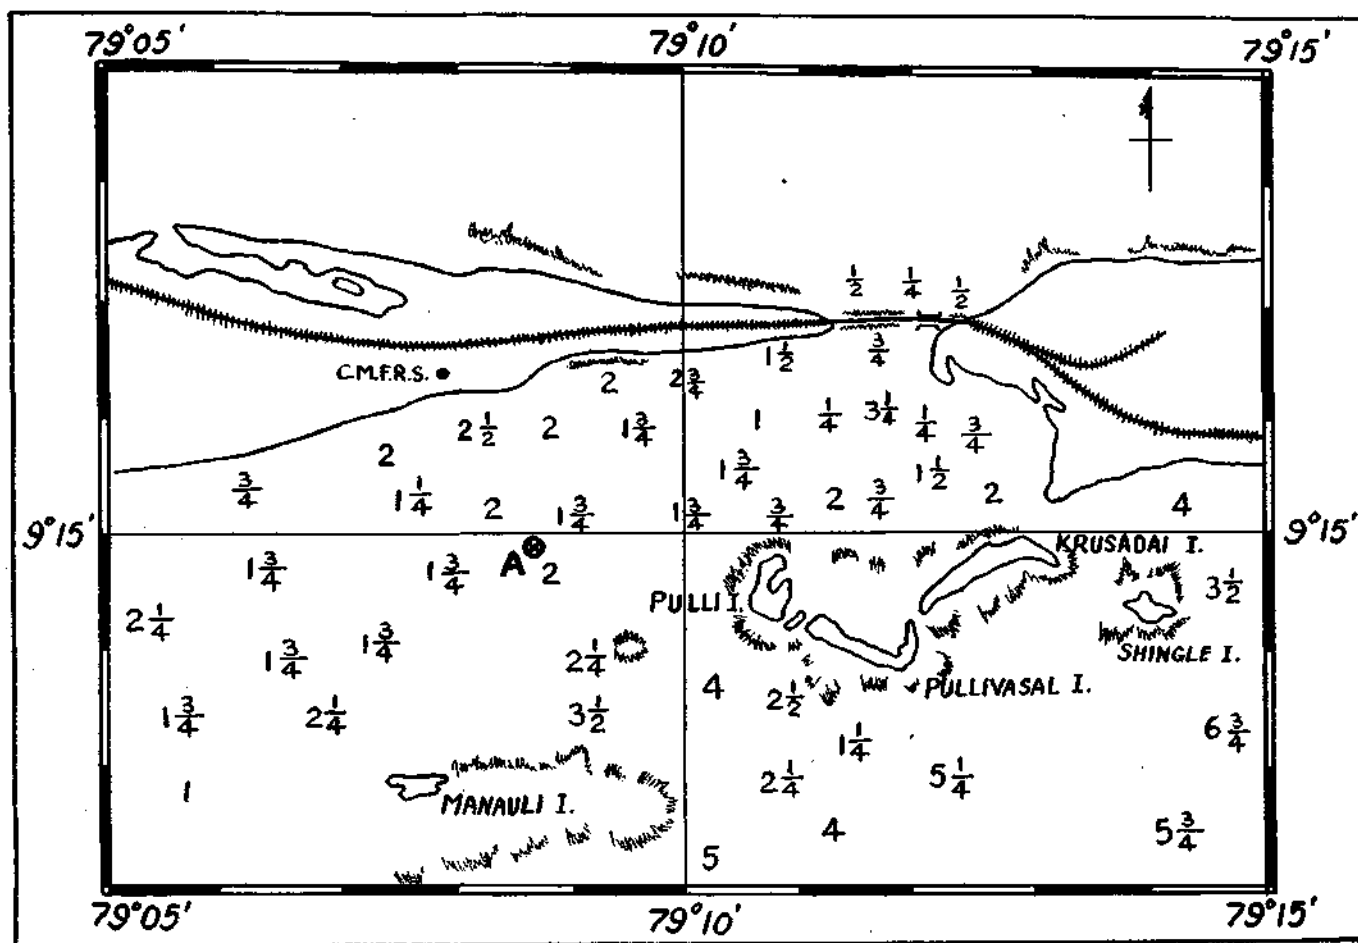 79°05' 79°10' 79°15'
1/2 1/4 1/2
1 1/2 3/4
C.M.F.R.S. 2 2 3/4
2 1/2 2 1 3/4 1 1/4 3 1/4 1/4 3/4
2 1 3/4 1 1/2
3/4 1 1/4 2 1 3/4 1 3/4 3/4 2 3/4 2 4
9°15' 9°15'
KRUSADAI I.
1 3/4 1 3/4 A 2 3 1/2
PULLI I.
2 1/4 1 3/4
1 3/4 2 1/4 SHINGLE I.
4 2 1/2 PULLIVASAL I.
1 3/4 2 1/4 3 1/2 1 1/4 6 3/4
1 2 1/4 5 1/4
MANAULI I.
4 5 3/4
5
79°05' 79°10' 79°15'